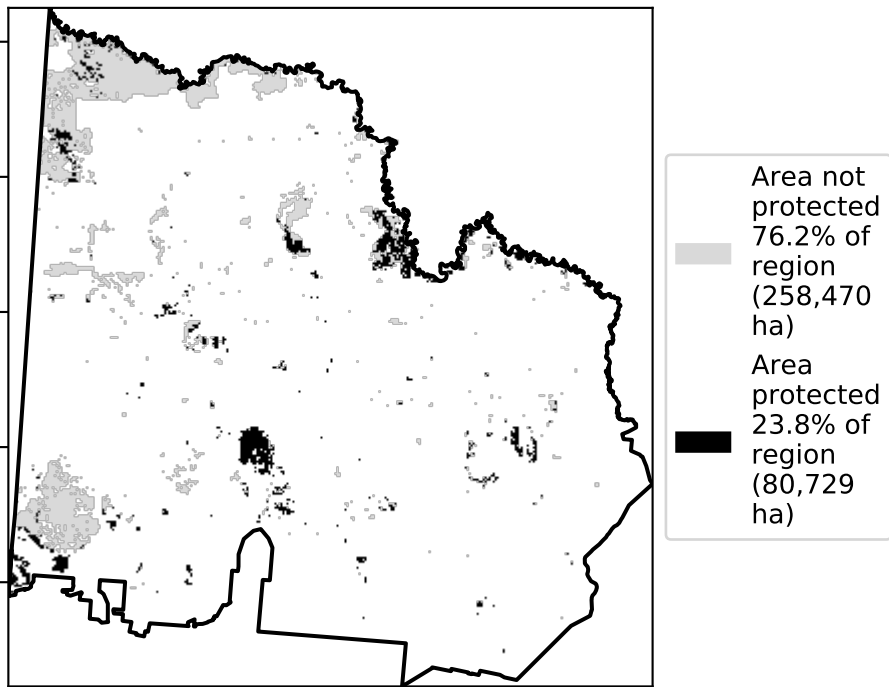 Area not
protected
76.2% of
region
(258,470
ha)
Area
protected
23.8% of
region
(80,729
ha)